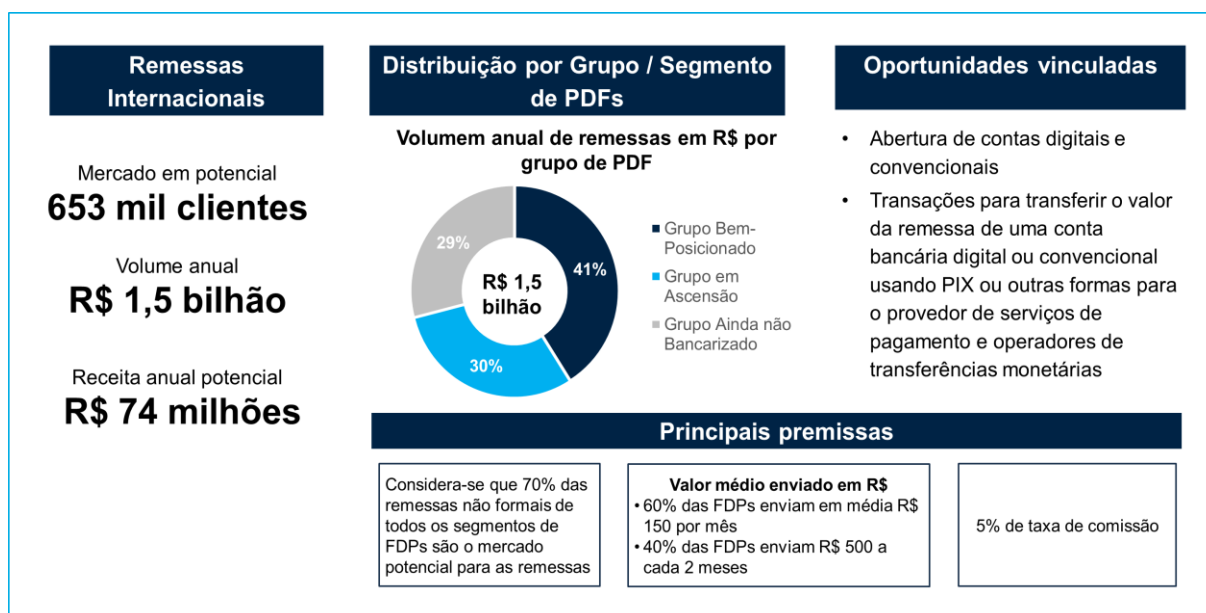 Remessas
Internacionais
Mercado em potencial
653 mil clientes
Volume anual
R$ 1,5 bilhão
Receita anual potencial
R$ 74 milhões
Distribuição por Grupo / Segmento
de PDFs
Volumem anual de remessas em R$ por
grupo de PDF
29%
41%
30%
R$ 1,5
bilhão
Grupo Bem-
Posicionado
Grupo em
Ascensão
Grupo Ainda não
Bancarizado
Oportunidades vinculadas
• Abertura de contas digitais e
convencionais
• Transações para transferir o valor
da remessa de uma conta
bancária digital ou convencional
usando PIX ou outras formas para
o provedor de serviços de
pagamento e operadores de
transferências monetárias
Principais premissas
Considera-se que 70% das
remessas não formais de
todos os segmentos de
FDPs são o mercado
potencial para as remessas
Valor médio enviado em R$
• 60% das FDPs enviam em média R$
150 por mês
• 40% das FDPs enviam R$ 500 a
cada 2 meses
5% de taxa de comissão